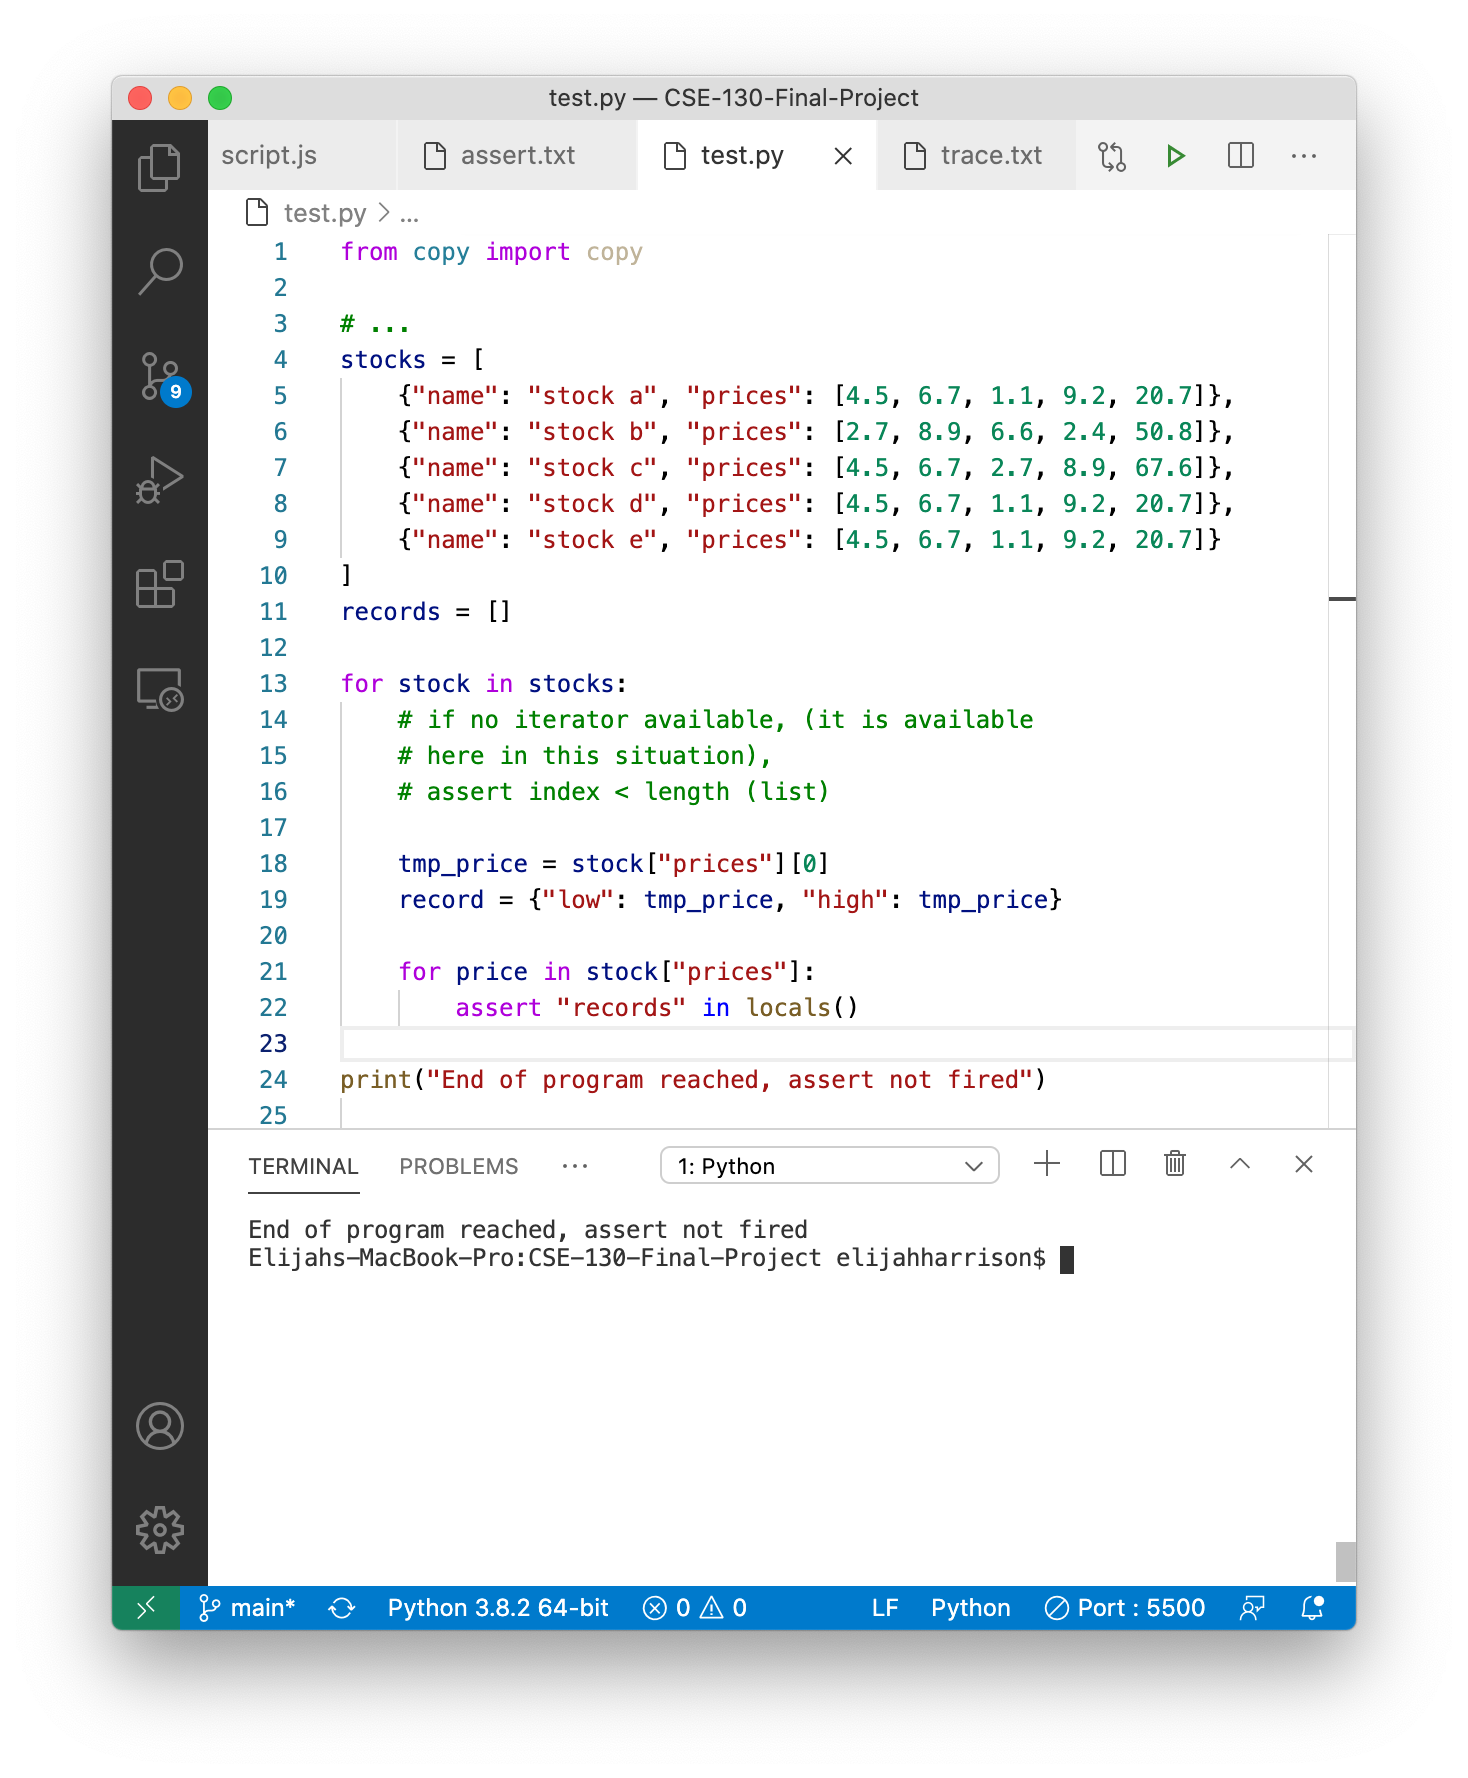 test.py — CSE-130-Final-Project
script.js assert.txt test.py trace.txt
test.py > ...
1 from copy import copy
2
3 # ...
4 stocks = [
5     {"name": "stock a", "prices": [4.5, 6.7, 1.1, 9.2, 20.7]},
6     {"name": "stock b", "prices": [2.7, 8.9, 6.6, 2.4, 50.8]},
7     {"name": "stock c", "prices": [4.5, 6.7, 2.7, 8.9, 67.6]},
8     {"name": "stock d", "prices": [4.5, 6.7, 1.1, 9.2, 20.7]},
9     {"name": "stock e", "prices": [4.5, 6.7, 1.1, 9.2, 20.7]}
10 ]
11 records = []
12
13 for stock in stocks:
14     # if no iterator available, (it is available
15     # here in this situation),
16     # assert index < length (list)
17
18     tmp_price = stock["prices"][0]
19     record = {"low": tmp_price, "high": tmp_price}
20
21     for price in stock["prices"]:
22         assert "records" in locals()
23
24 print("End of program reached, assert not fired")
25
9
TERMINAL PROBLEMS ... 1: Python
End of program reached, assert not fired
Elijahs-MacBook-Pro:CSE-130-Final-Project elijahharrison$
main* Python 3.8.2 64-bit 0 0 LF Python Port : 5500